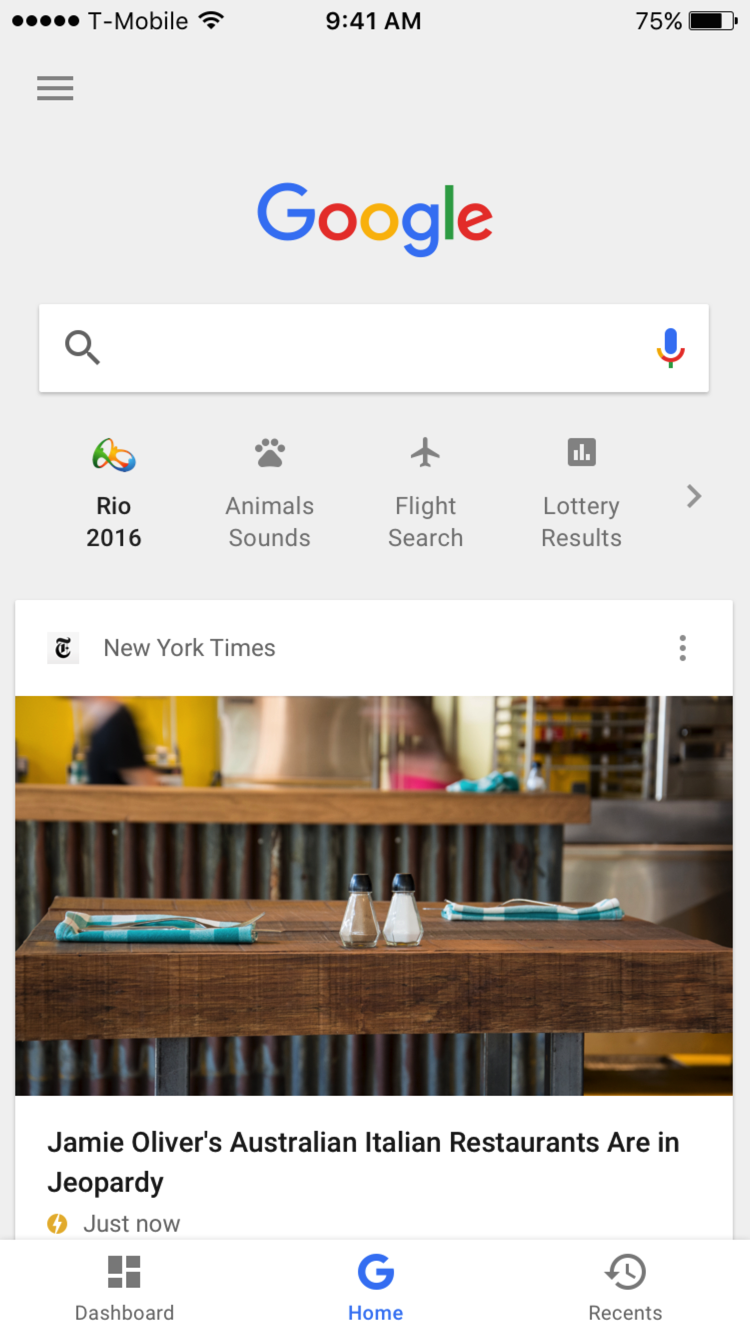 T-Mobile 9:41 AM 75%
Google
Rio
2016
Animals
Sounds
Flight
Search
Lottery
Results
New York Times
Jamie Oliver's Australian Italian Restaurants Are in
Jeopardy
Just now
Dashboard
Home
Recents